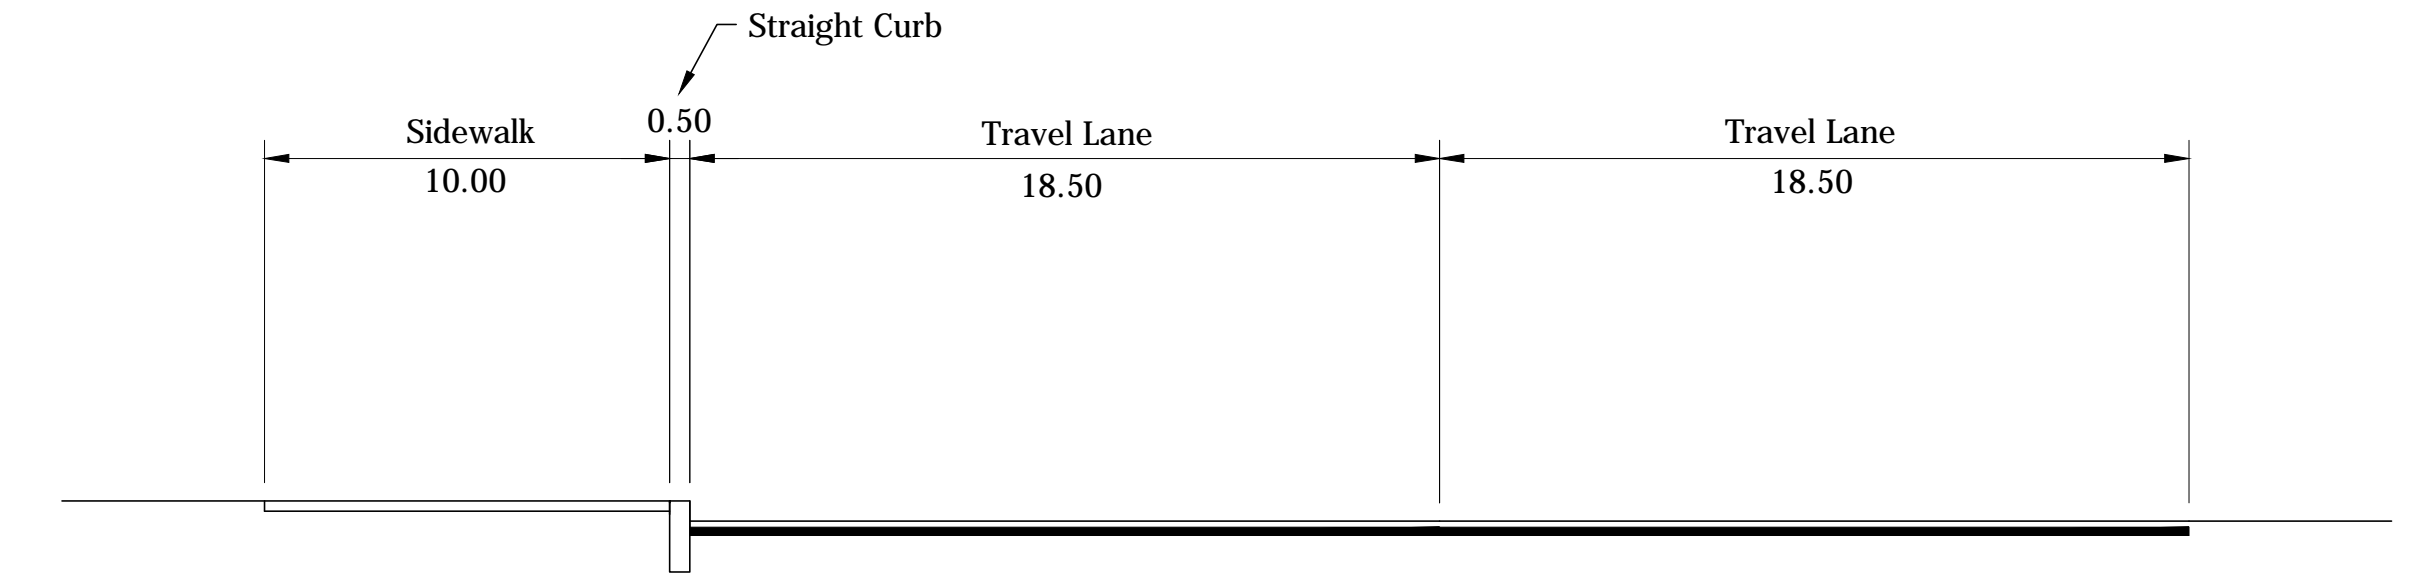 Straight Curb
0.50
Sidewalk
10.00
Travel Lane
18.50
Travel Lane
18.50